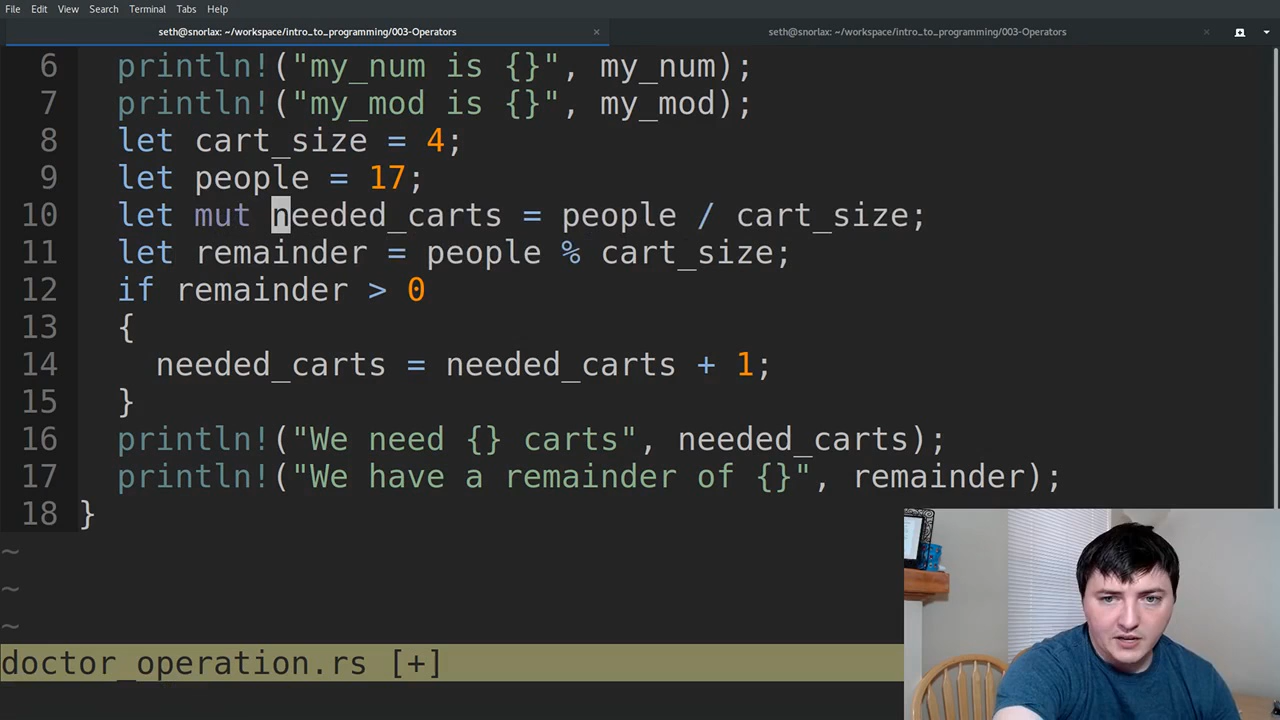 File Edit View Search Terminal Tabs Help
seth@snorlax: ~/workspace/intro_to_programming/003-Operators
seth@snorlax: ~/workspace/intro_to_programming/003-Operators
6 println!("my_num is {}", my_num);
7 println!("my_mod is {}", my_mod);
8 let cart_size = 4;
9 let people = 17;
10 let mut needed_carts = people / cart_size;
11 let remainder = people % cart_size;
12 if remainder > 0
13 {
14 needed_carts = needed_carts + 1;
15 }
16 println!("We need {} carts", needed_carts);
17 println!("We have a remainder of {}", remainder);
18 }
~
~
~
doctor_operation.rs [+]